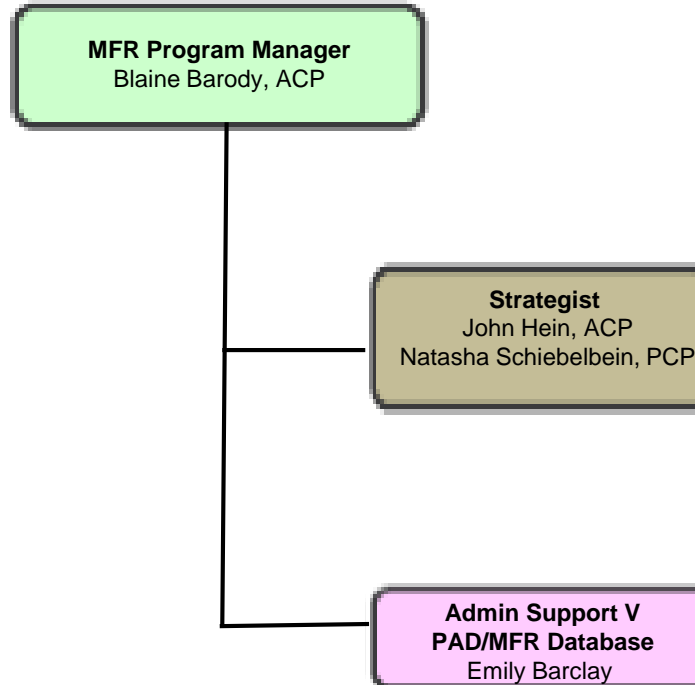 MFR Program Manager
Blaine Barody, ACP
Strategist
John Hein, ACP
Natasha Schiebelbein, PCP
Admin Support V
PAD/MFR Database
Emily Barclay